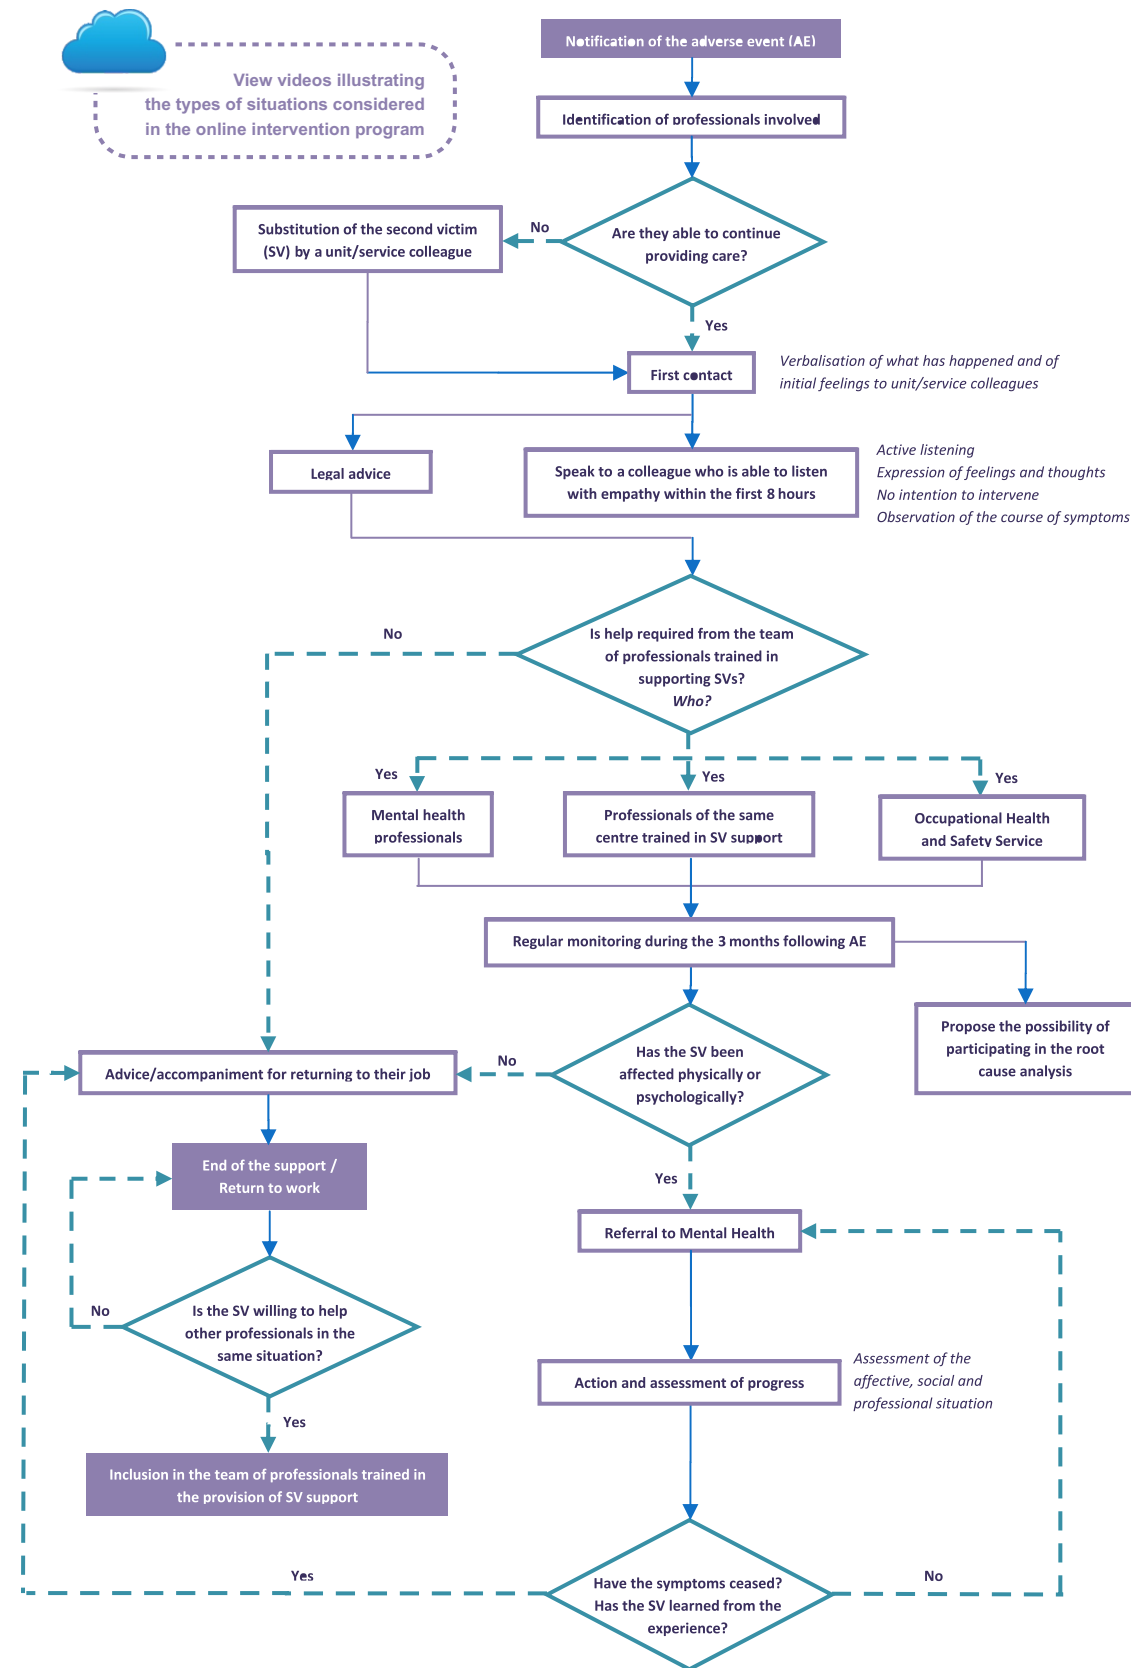 Notification of the adverse event (AE)
View videos illustrating
the types of situations considered
in the online intervention program
Identification of professionals involved
Are they able to continue
providing care?
No
Substitution of the second victim
(SV) by a unit/service colleague
Yes
First contact
Verbalisation of what has happened and of
initial feelings to unit/service colleagues
Legal advice
Speak to a colleague who is able to listen
with empathy within the first 8 hours
Active listening
Expression of feelings and thoughts
No intention to intervene
Observation of the course of symptoms
Is help required from the team
of professionals trained in
supporting SVs?
Who?
No
Yes
Yes
Yes
Mental health
professionals
Professionals of the same
centre trained in SV support
Occupational Health
and Safety Service
Regular monitoring during the 3 months following AE
Propose the possibility of
participating in the root
cause analysis
Has the SV been
affected physically or
psychologically?
No
Advice/accompaniment for returning to their job
End of the support /
Return to work
Yes
Referral to Mental Health
Is the SV willing to help
other professionals in the
same situation?
No
Yes
Inclusion in the team of professionals trained in
the provision of SV support
Action and assessment of progress
Assessment of the
affective, social and
professional situation
Have the symptoms ceased?
Has the SV learned from the
experience?
Yes
No